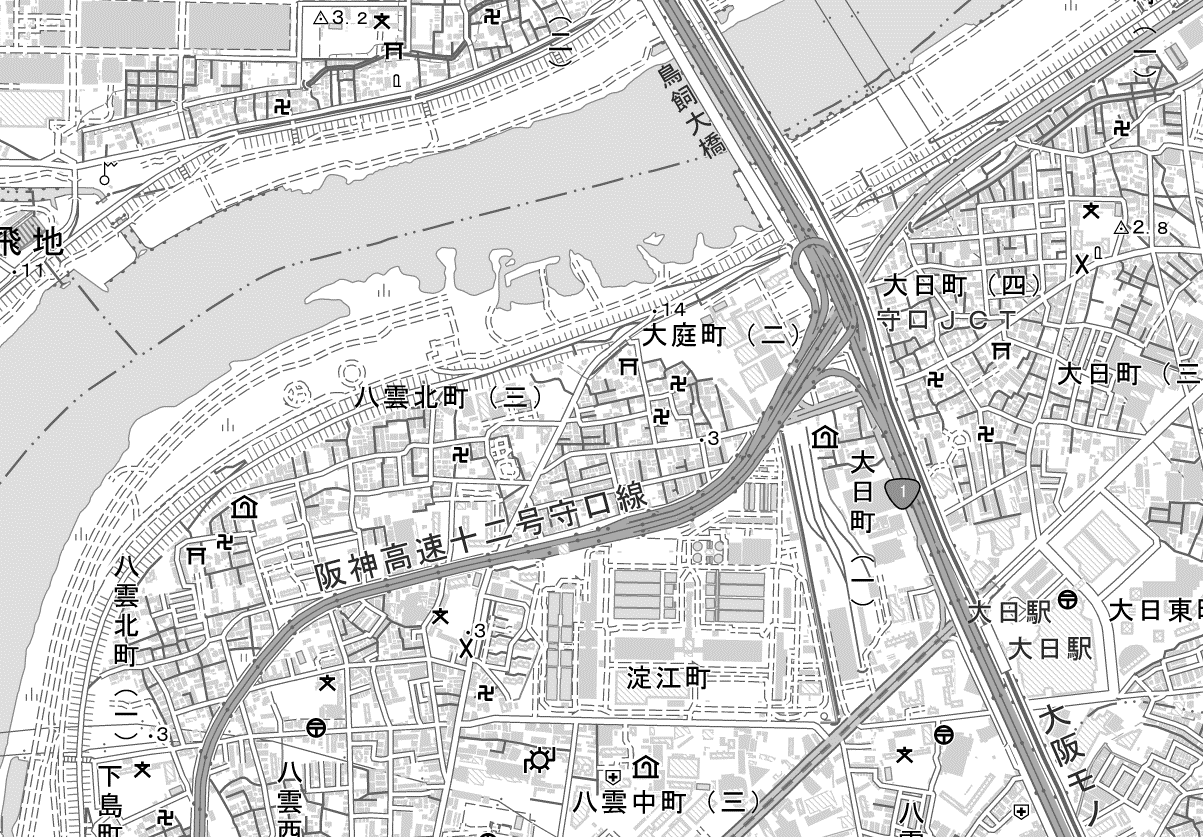 3.2
(二)
(一)
鳥飼大橋
飛地
・11
2.8
大日町(四)
守口JCT
・14
大庭町(二)
大日町(三
八雲北町(三)
・3
大日町(一)
1
阪神高速十二号守口線
八雲北町(一)
・3
大日駅
大日駅
大日東町
淀江町
・3
大阪モノ
下島町
八雲西
八雲中町(三)
八雲